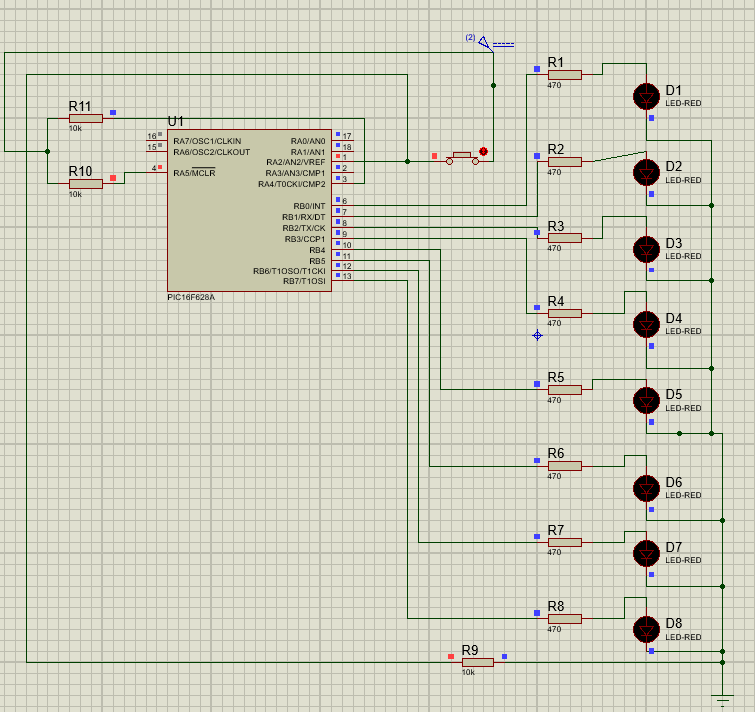 (2)
R1
470
D1
LED-RED
R11
10k
U1
16 RA7/OSC1/CLKIN RA0/AN0 17
15 RA6/OSC2/CLKOUT RA1/AN1 18
RA2/AN2/VREF 1
4 RA5/MCLR RA3/AN3/CMP1 2
RA4/T0CKI/CMP2 3
R10
10k
RB0/INT 6
RB1/RX/DT 7
RB2/TX/CK 8
RB3/CCP1 9
RB4 10
RB5 11
RB6/T1OSO/T1CKI 12
RB7/T1OSI 13
PIC16F628A
R2
470
D2
LED-RED
R3
470
D3
LED-RED
R4
470
D4
LED-RED
R5
470
D5
LED-RED
R6
470
D6
LED-RED
R7
470
D7
LED-RED
R8
470
D8
LED-RED
R9
10k